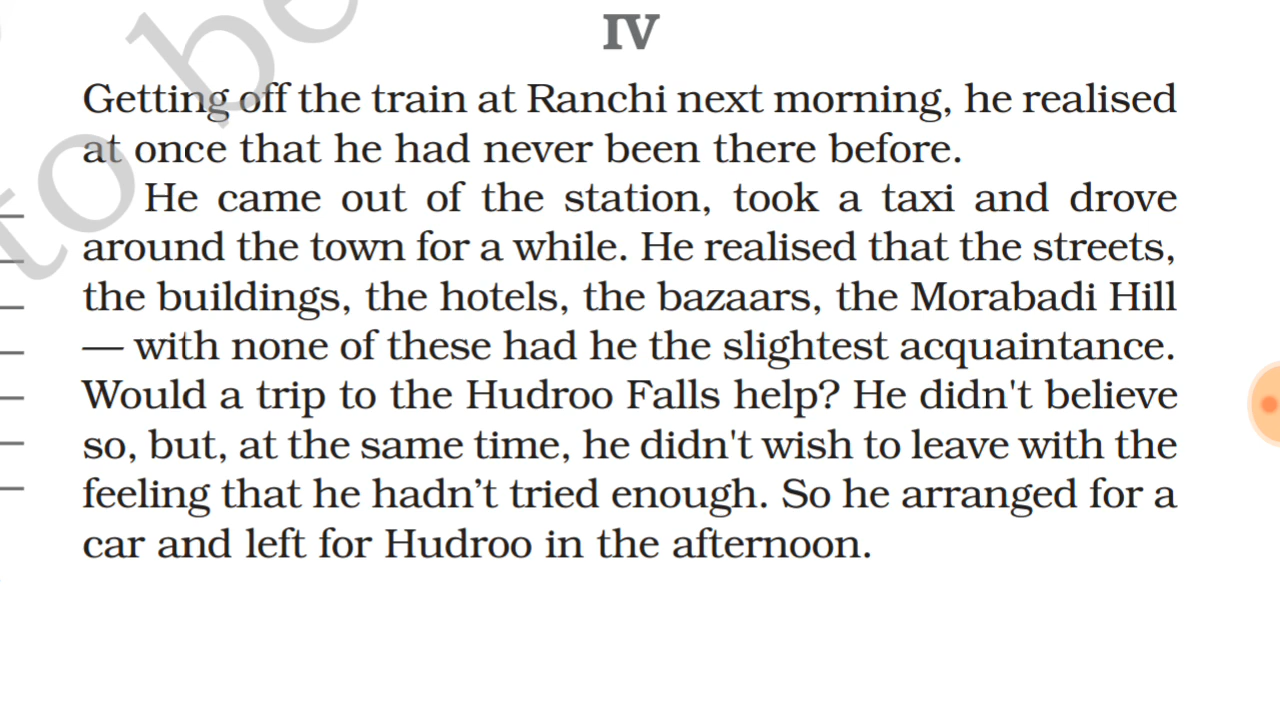 IV
Getting off the train at Ranchi next morning, he realised
at once that he had never been there before.
He came out of the station, took a taxi and drove
around the town for a while. He realised that the streets,
the buildings, the hotels, the bazaars, the Morabadi Hill
— with none of these had he the slightest acquaintance.
Would a trip to the Hudroo Falls help? He didn't believe
so, but, at the same time, he didn't wish to leave with the
feeling that he hadn’t tried enough. So he arranged for a
car and left for Hudroo in the afternoon.
to be